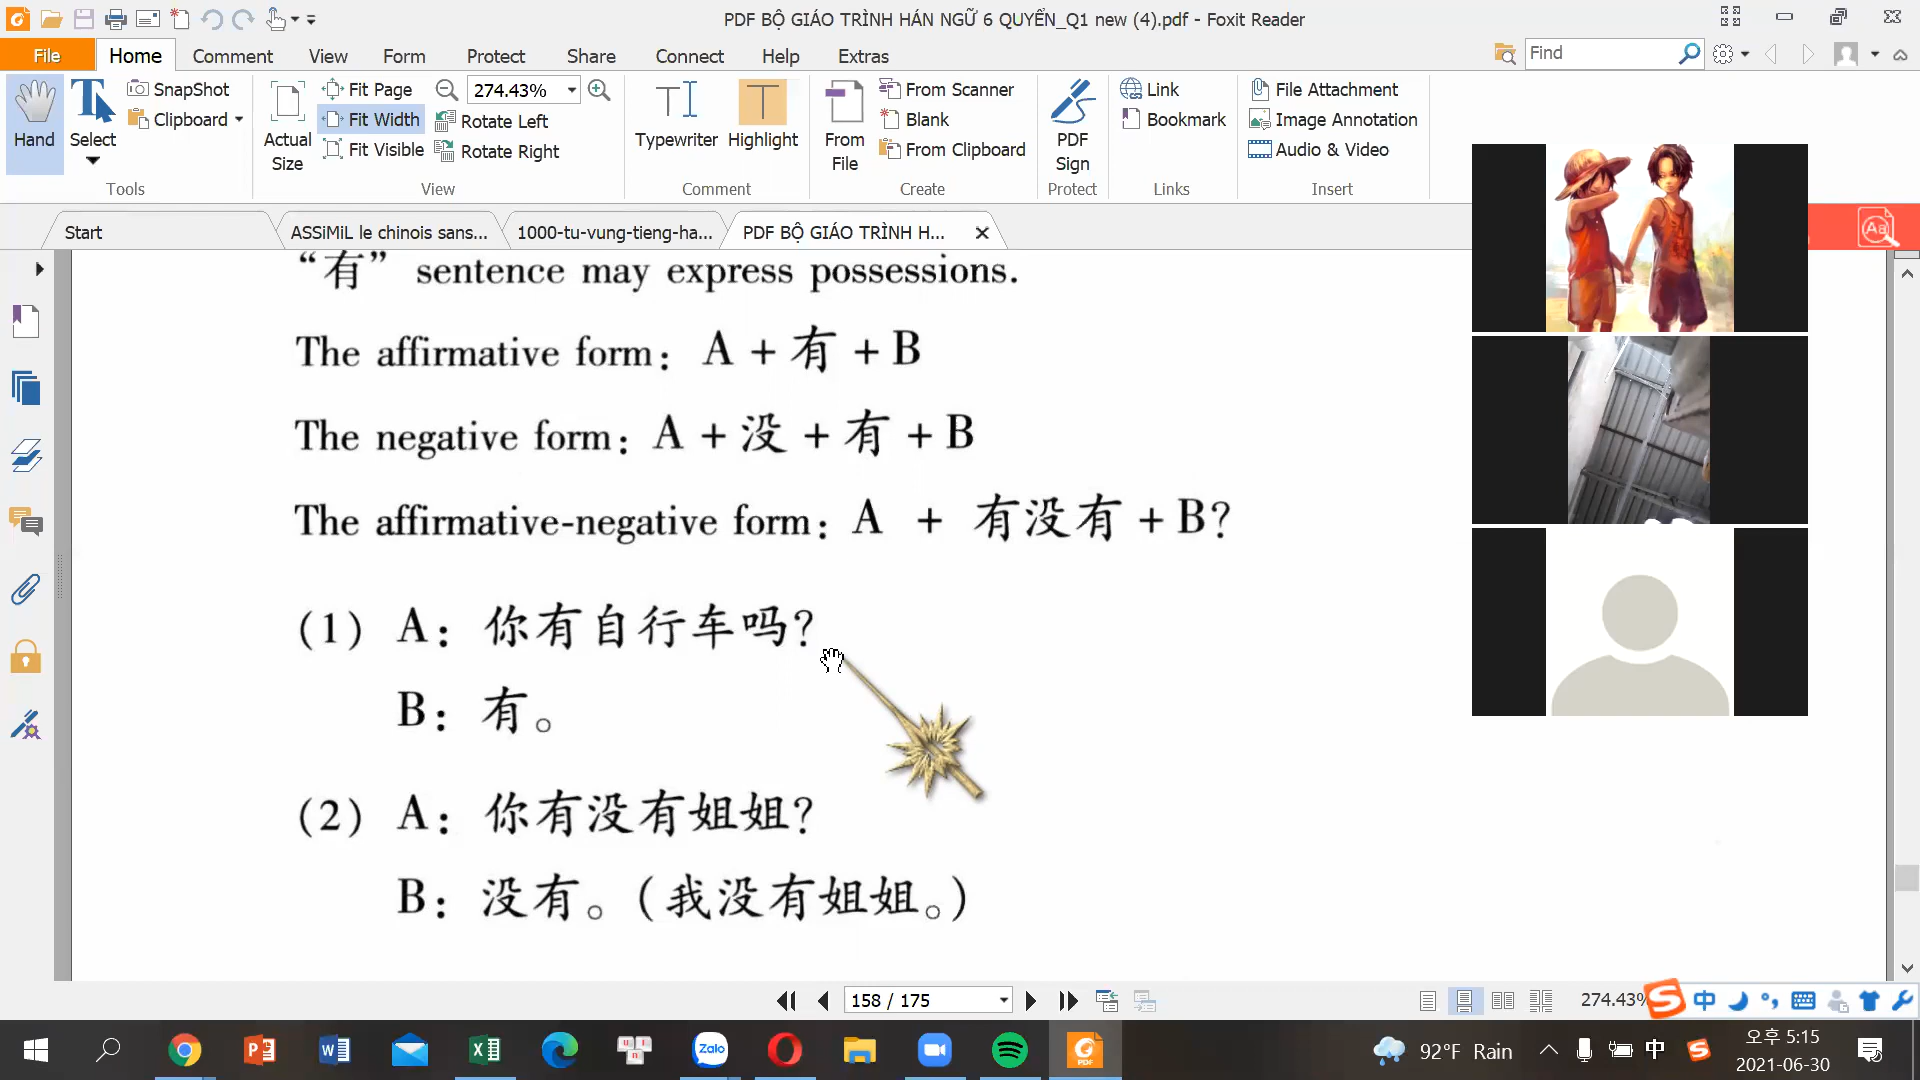 PDF BỘ GIÁO TRÌNH HÁN NGỮ 6 QUYỂN_Q1 new (4).pdf - Foxit Reader
File Home Comment View Form Protect Share Connect Help Extras
Find
Hand
Select
SnapShot
Clipboard
Tools
Actual Size
Fit Page
Fit Width
Fit Visible
274.43%
Rotate Left
Rotate Right
View
Typewriter
Highlight
Comment
From File
From Scanner
Blank
From Clipboard
Create
PDF Sign
Protect
Link
Bookmark
Links
File Attachment
Image Annotation
Audio & Video
Insert
Start
ASSiMiL le chinois sans...
1000-tu-vung-tieng-ha...
PDF BỘ GIÁO TRÌNH H...
“有” sentence may express possessions.
The affirmative form: A + 有 + B
The negative form: A + 没 + 有 + B
The affirmative-negative form: A + 有没有 + B?
(1) A: 你有自行车吗?
B: 有。
(2) A: 你有没有姐姐?
B: 没有。(我没有姐姐。)
158 / 175
274.43%
中
Zalo
92°F Rain
中
오후 5:15
2021-06-30